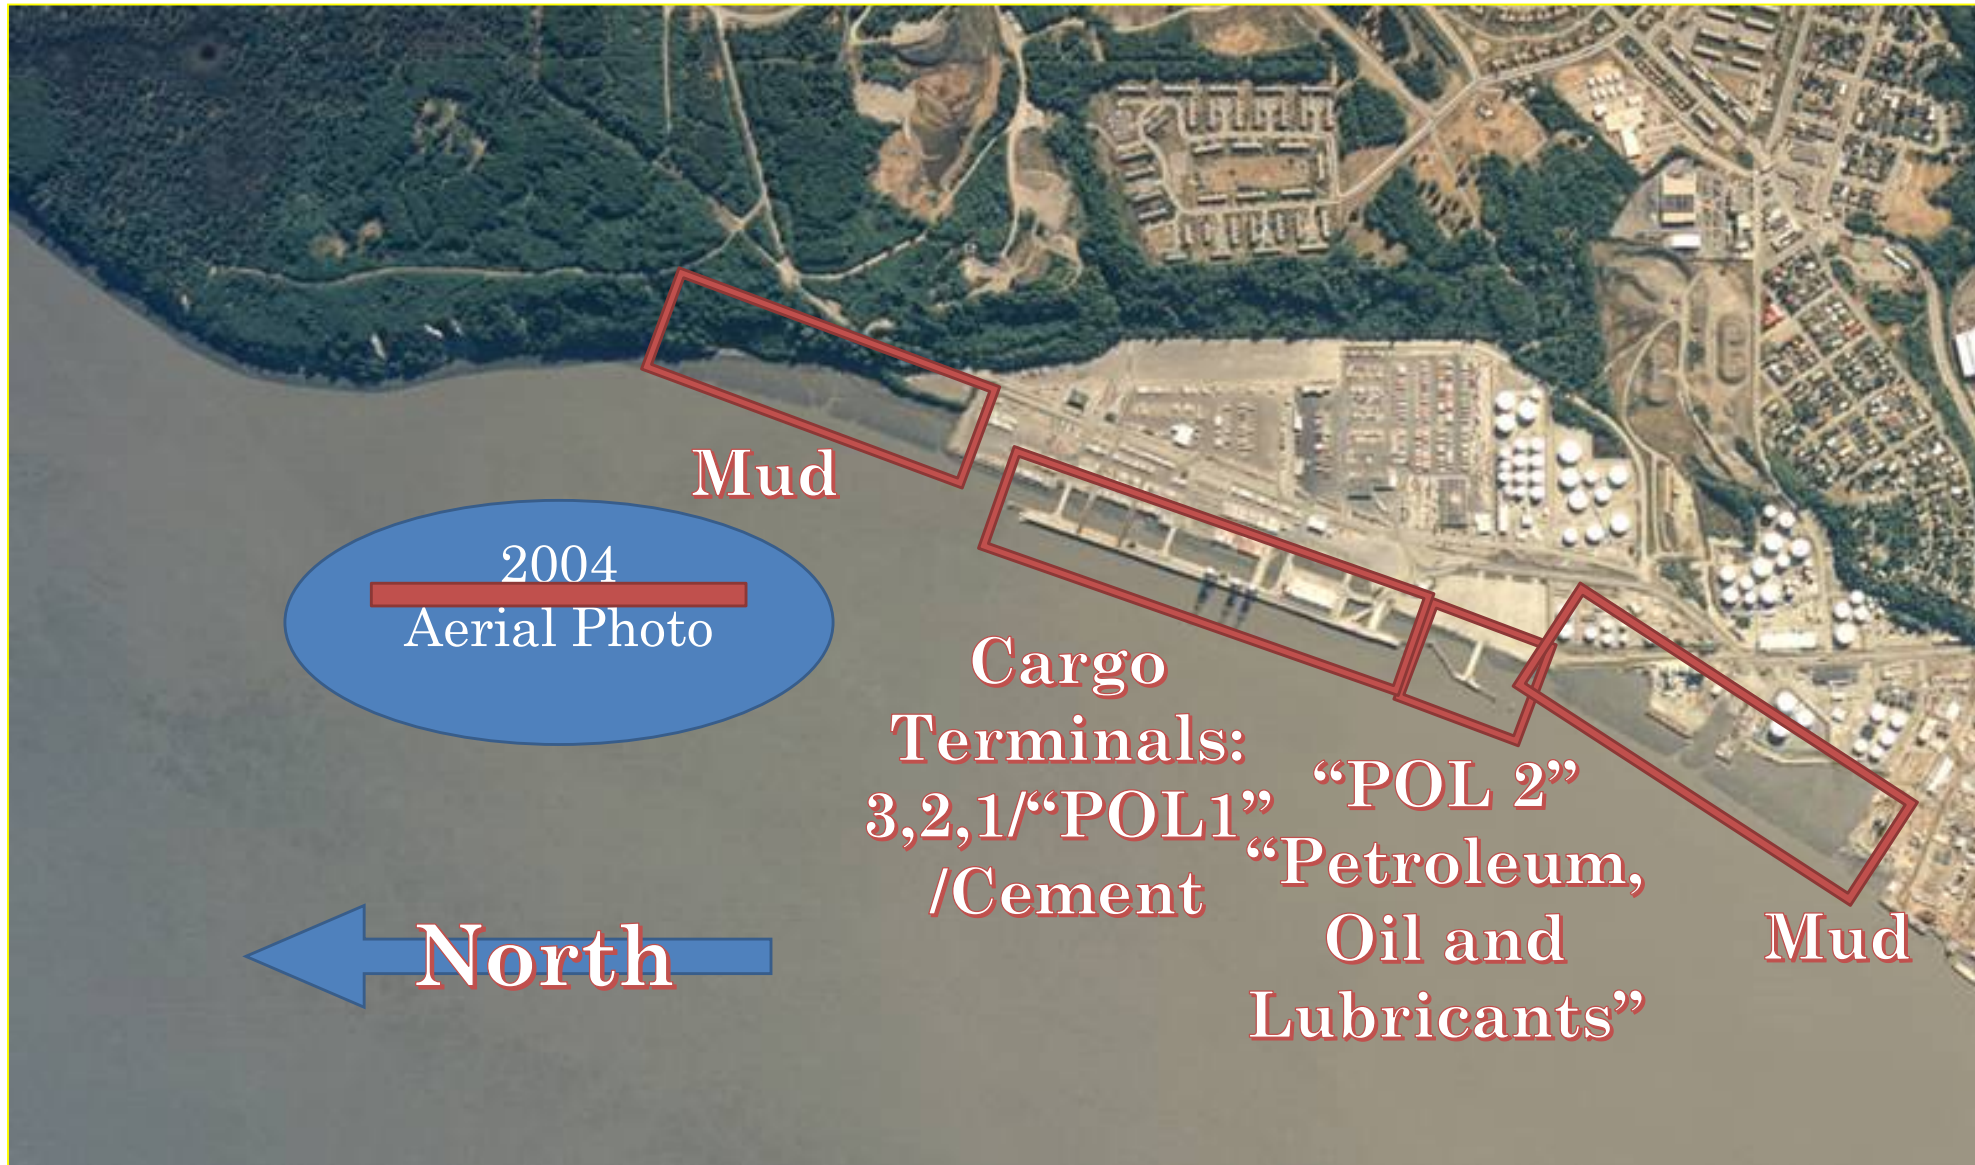 Mud
2004
Aerial Photo
Cargo
Terminals:
3,2,1/“POL1”
/Cement
“POL 2”
“Petroleum,
Oil and
Lubricants”
Mud
North